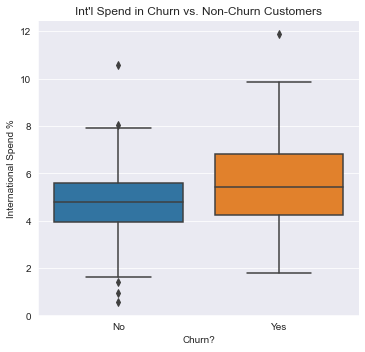 Int'l Spend in Churn vs. Non-Churn Customers
12
10
8
6
4
2
0
International Spend %
No
Yes
Churn?